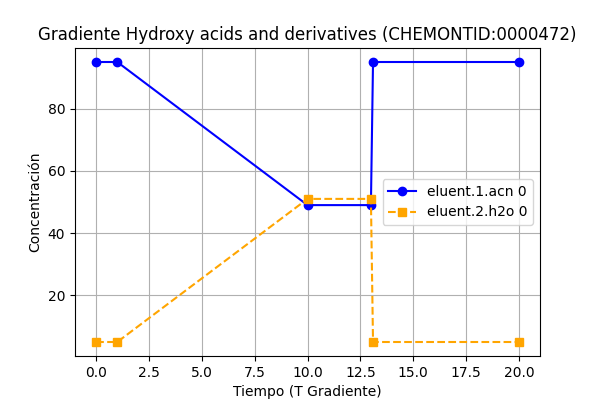 Gradiente Hydroxy acids and derivatives (CHEMONTID:0000472)
Concentración
80
60
40
20
eluent.1.acn 0
eluent.2.h2o 0
0.0 2.5 5.0 7.5 10.0 12.5 15.0 17.5 20.0
Tiempo (T Gradiente)